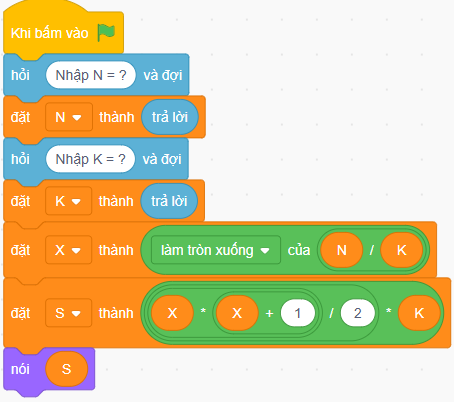 Khi bấm vào
hỏi Nhập N = ? và đợi
đặt N thành trả lời
hỏi Nhập K = ? và đợi
đặt K thành trả lời
đặt X thành làm tròn xuống của N / K
đặt S thành X * X + 1 / 2 * K
nói S